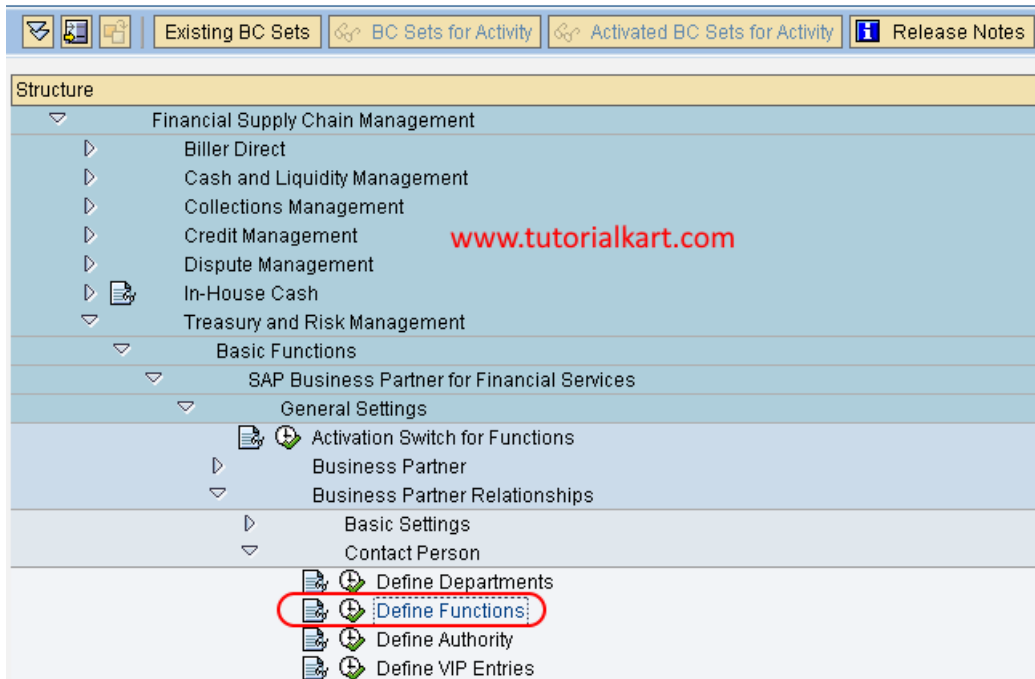 Existing BC Sets BC Sets for Activity Activated BC Sets for Activity Release Notes
Structure
Financial Supply Chain Management
Biller Direct
Cash and Liquidity Management
Collections Management
Credit Management www.tutorialkart.com
Dispute Management
In-House Cash
Treasury and Risk Management
Basic Functions
SAP Business Partner for Financial Services
General Settings
Activation Switch for Functions
Business Partner
Business Partner Relationships
Basic Settings
Contact Person
Define Departments
Define Functions
Define Authority
Define VIP Entries